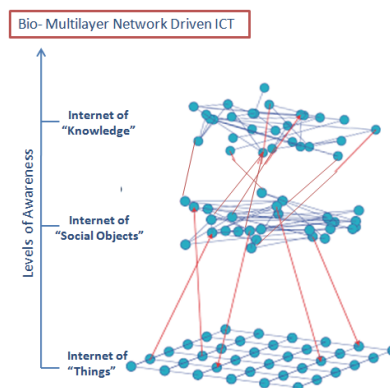 Bio- Multilayer Network Driven ICT
Internet of
“Knowledge”
Internet of
“Social Objects”
Internet of
“Things”
Levels of Awareness